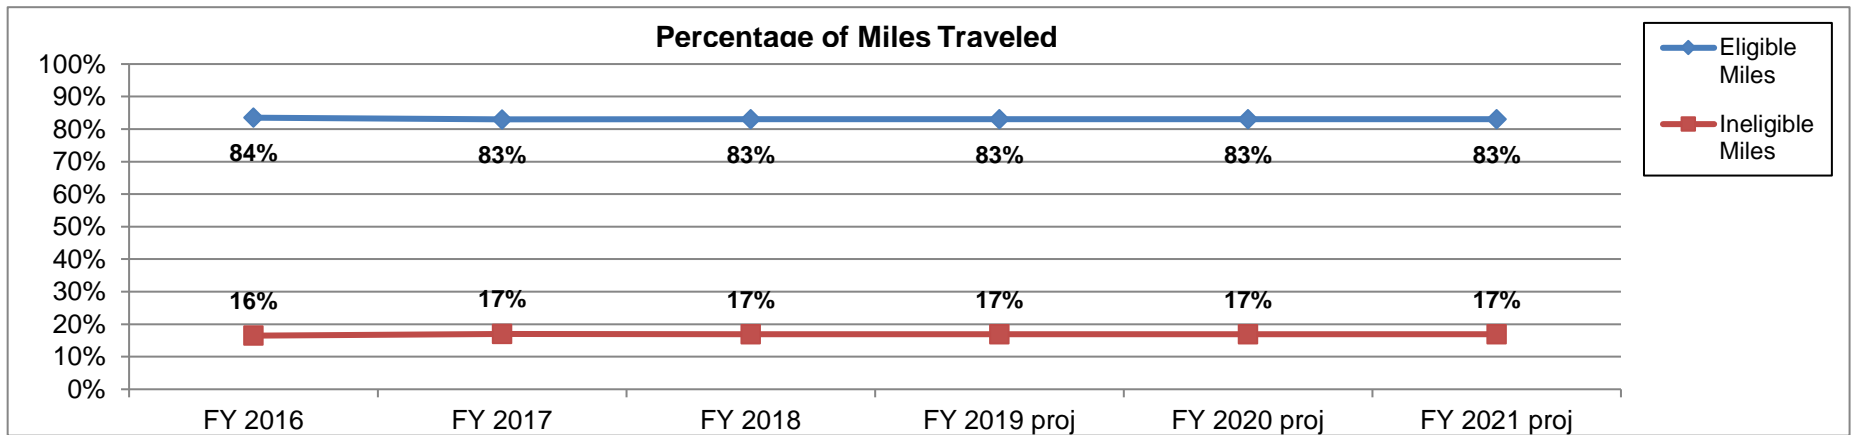 Percentage of Miles Traveled
Eligible
Miles
Ineligible
Miles
100%
90%
80%
70%
60%
50%
40%
30%
20%
10%
0%
84% 83% 83% 83% 83% 83%
16% 17% 17% 17% 17% 17%
FY 2016 FY 2017 FY 2018 FY 2019 proj FY 2020 proj FY 2021 proj